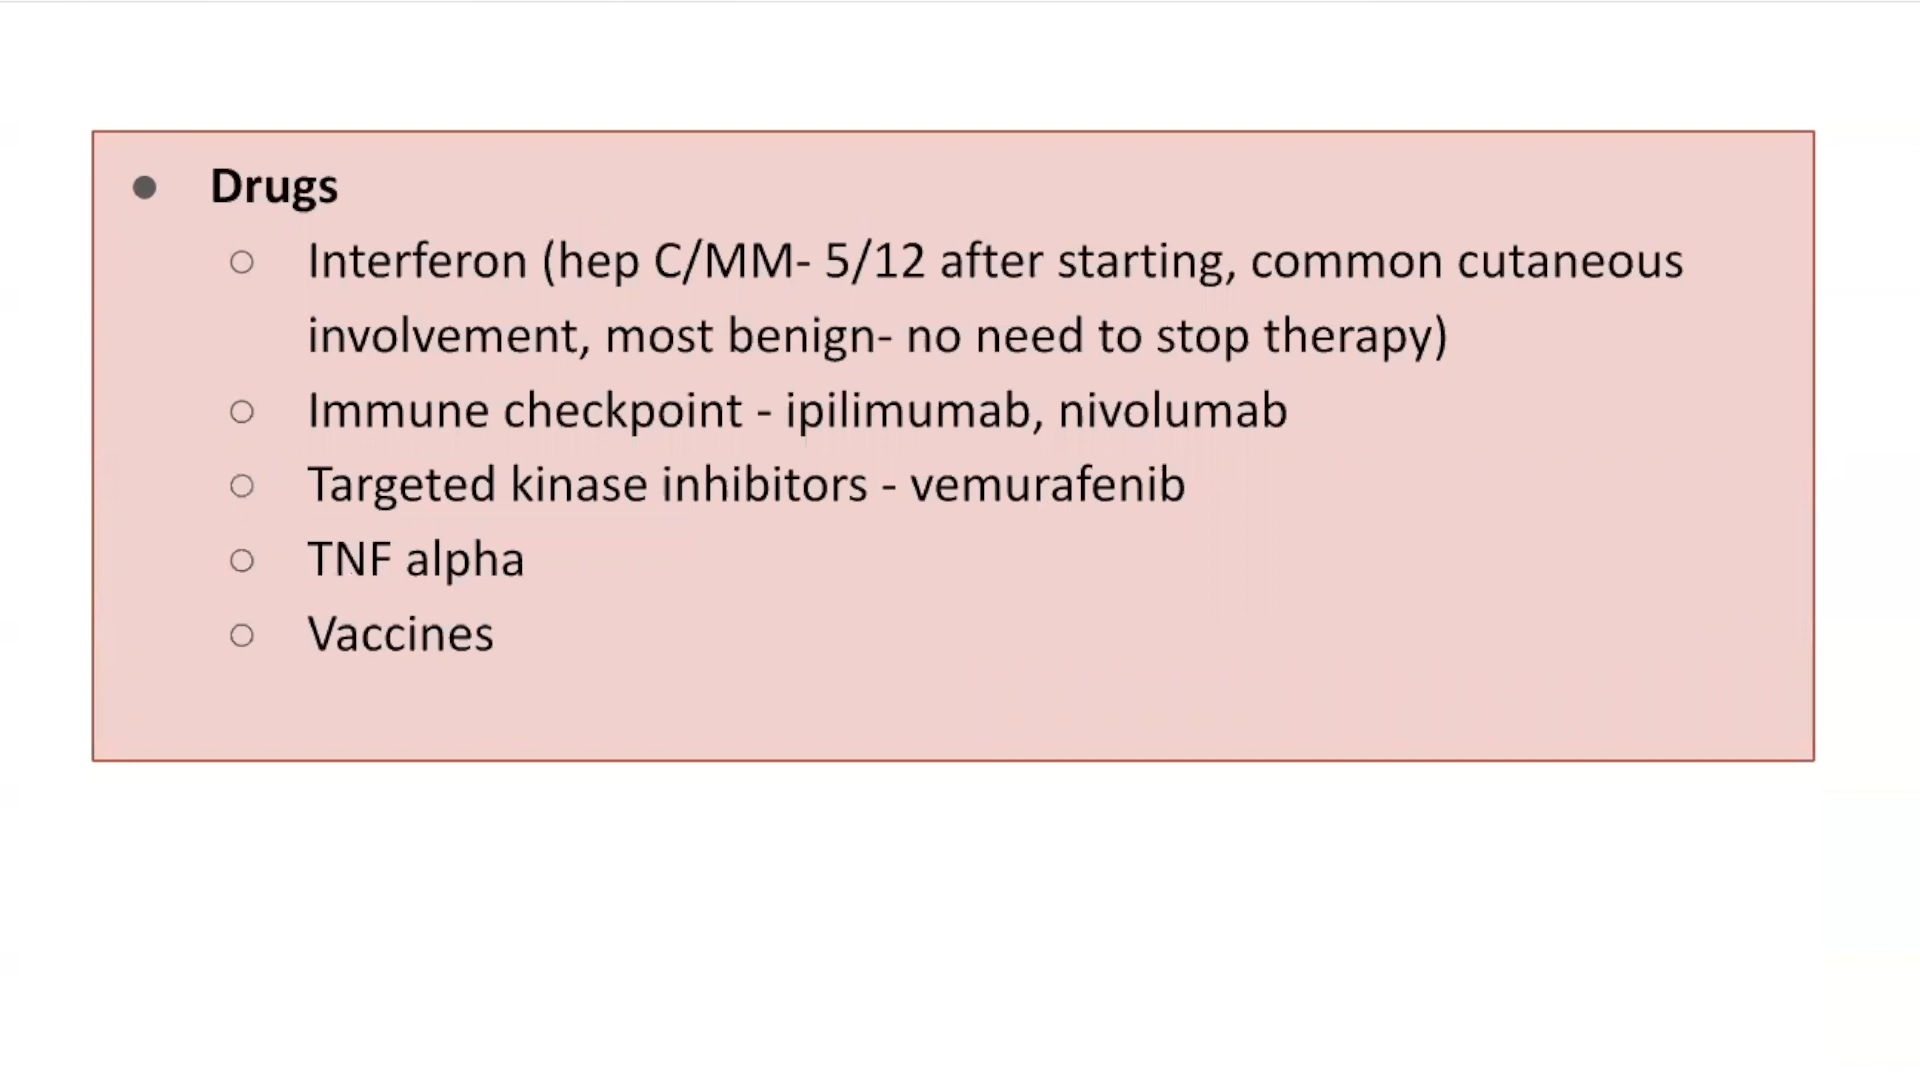 ● Drugs
○ Interferon (hep C/MM- 5/12 after starting, common cutaneous
involvement, most benign- no need to stop therapy)
○ Immune checkpoint - ipilimumab, nivolumab
○ Targeted kinase inhibitors - vemurafenib
○ TNF alpha
○ Vaccines